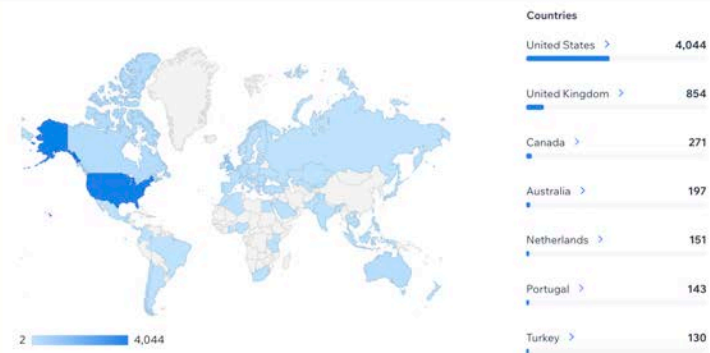 Countries
United States > 4,044
United Kingdom > 854
Canada > 271
Australia > 197
Netherlands > 151
Portugal > 143
Turkey > 130
2 4,044